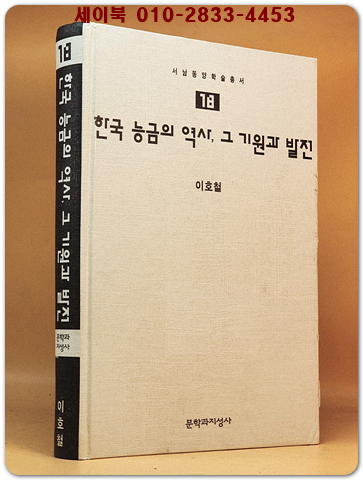 세이북 010-2833-4453
서남동양학술총서
18
한국 능금의 역사, 그 기원과 발전
이호철
문학과지성사
18
한국 능금의 역사, 그 기원과 발전
문학과
지성사
이호철